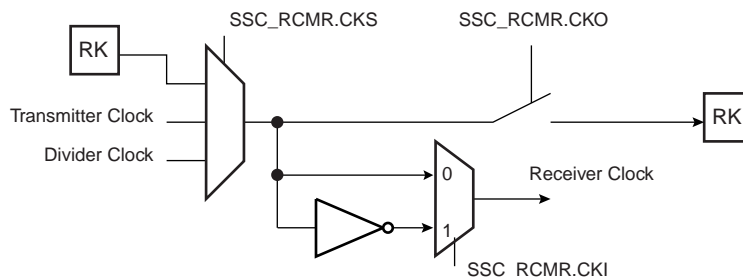 SSC_RCMR.CKS
SSC_RCMR.CKO
RK
Transmitter Clock
RK
Divider Clock
0
Receiver Clock
1
SSC_RCMR.CKI